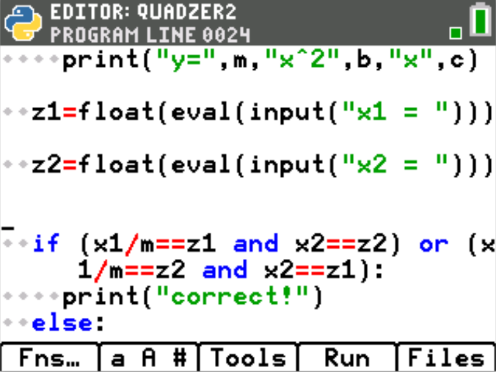 EDITOR: QUADZER2
PROGRAM LINE 0024
print("y=",m,"x^2",b,"x",c)
z1=float(eval(input("x1 = ")))
z2=float(eval(input("x2 = ")))
if (x1/m==z1 and x2==z2) or (x
1/m==z2 and x2==z1):
print("correct!")
else:
Fns… a A # Tools Run Files